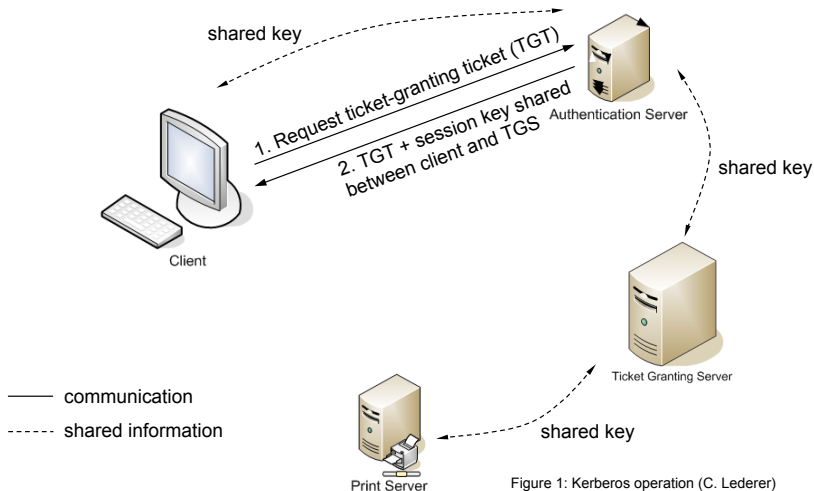 shared key
1. Request ticket-granting ticket (TGT)
2. TGT + session key shared
between client and TGS
Authentication Server
shared key
Client
Ticket Granting Server
communication
shared information
shared key
Print Server
Figure 1: Kerberos operation (C. Lederer)